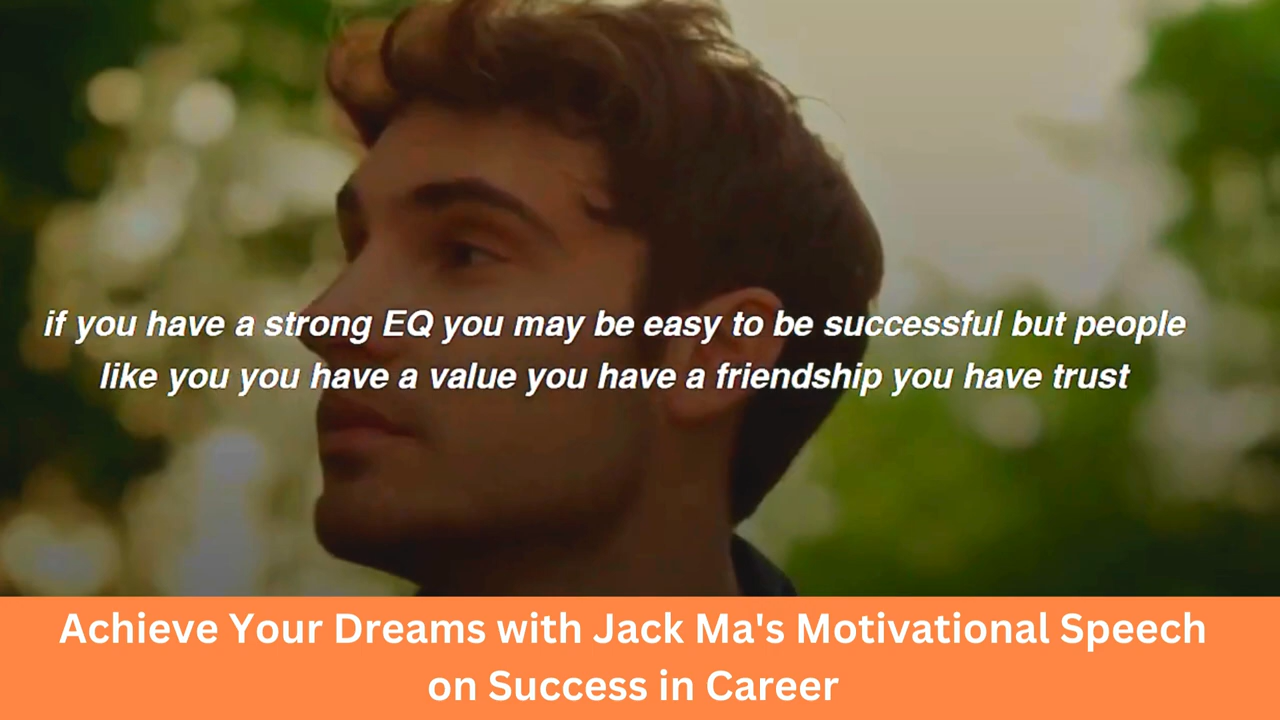 if you have a strong EQ you may be easy to be successful but people
like you you have a value you have a friendship you have trust
Achieve Your Dreams with Jack Ma's Motivational Speech
on Success in Career